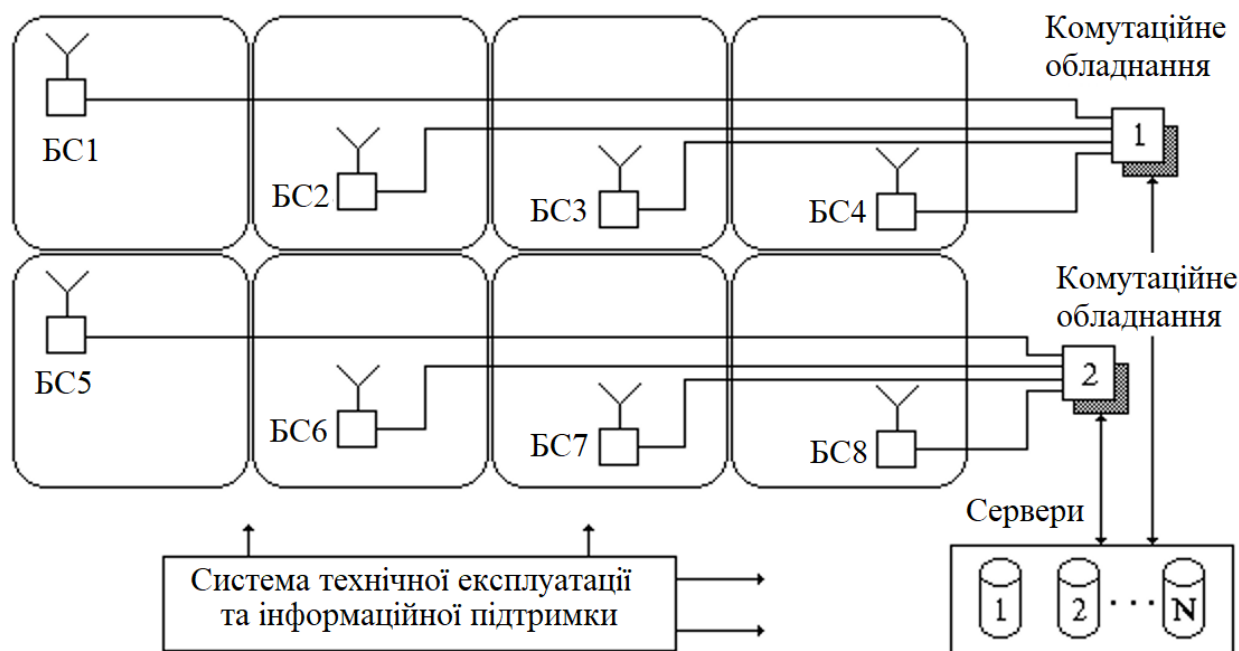 Комутаційне
обладнання
БС1
1
БС2
БС3
БС4
Комутаційне
обладнання
БС5
2
БС6
БС7
БС8
Сервери
Система технічної експлуатації
та інформаційної підтримки
1 2 ··· N